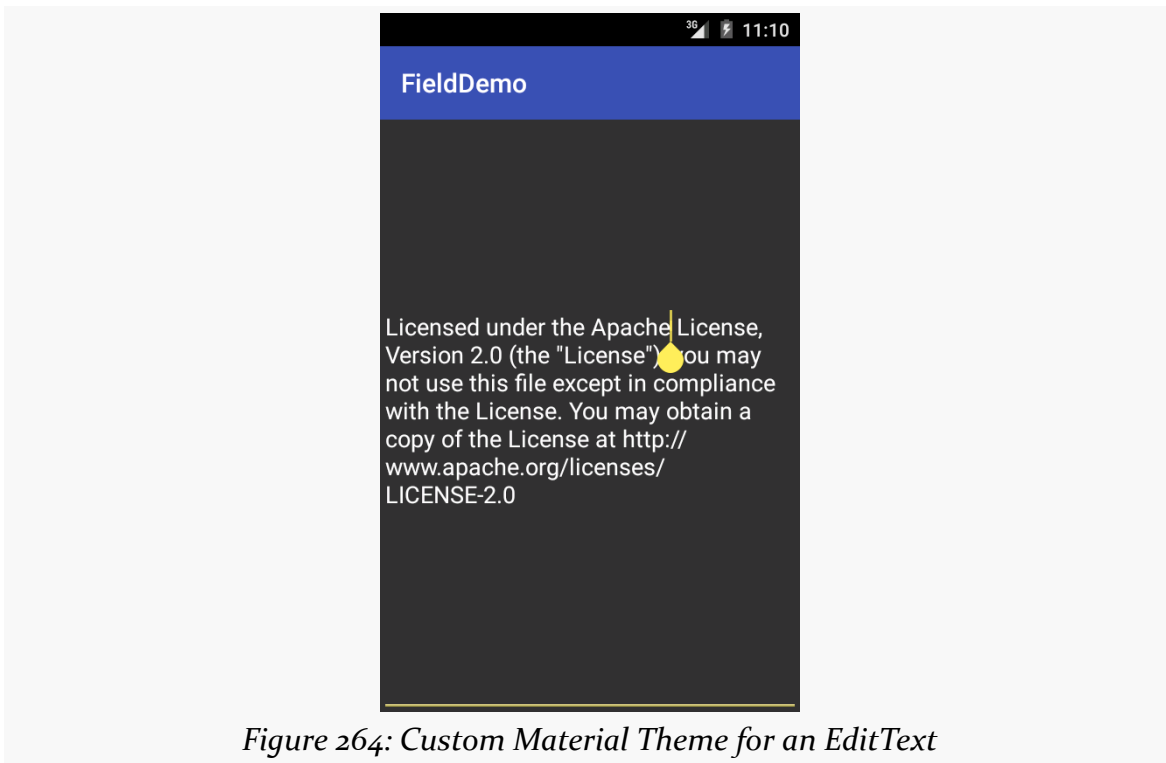 3G 11:10
FieldDemo
Licensed under the Apache License,
Version 2.0 (the "License") you may
not use this file except in compliance
with the License. You may obtain a
copy of the License at http://
www.apache.org/licenses/
LICENSE-2.0
Figure 264: Custom Material Theme for an EditText